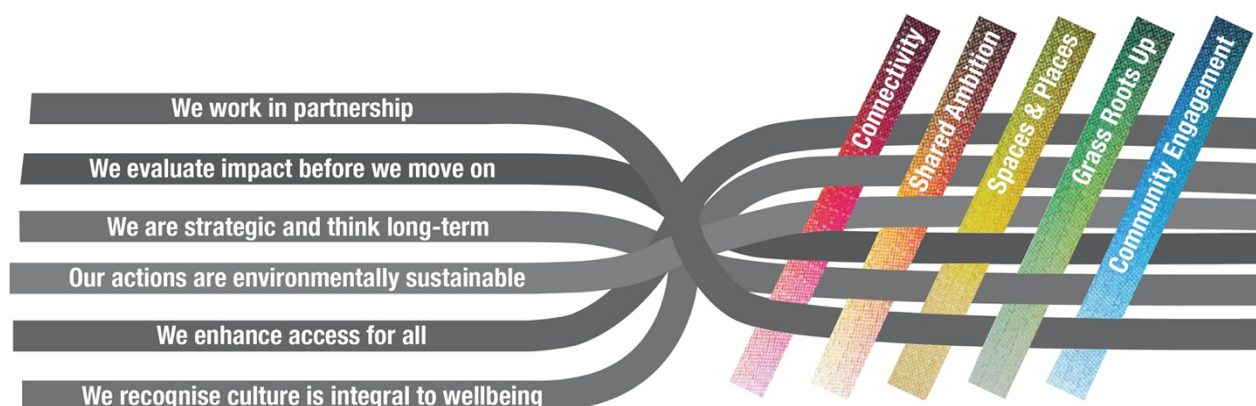 We work in partnership
We evaluate impact before we move on
We are strategic and think long-term
Our actions are environmentally sustainable
We enhance access for all
We recognise culture is integral to wellbeing
Connectivity
Shared Ambition
Spaces & Places
Grass Roots Up
Community Engagement